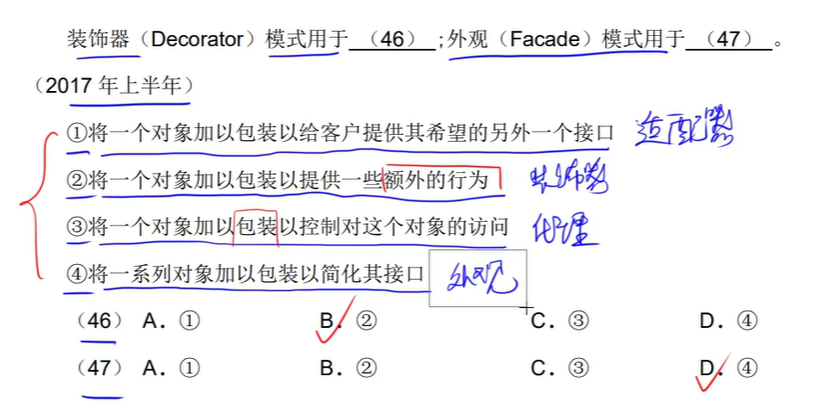 装饰器（Decorator）模式用于 （46） ;外观（Facade）模式用于 （47） 。
（2017 年上半年）
①将一个对象加以包装以给客户提供其希望的另外一个接口 适配器
②将一个对象加以包装以提供一些额外的行为 装饰器
③将一个对象加以包装以控制对这个对象的访问 代理
④将一系列对象加以包装以简化其接口 外观
（46） A．① B．② C．③ D．④
（47） A．① B．② C．③ D．④